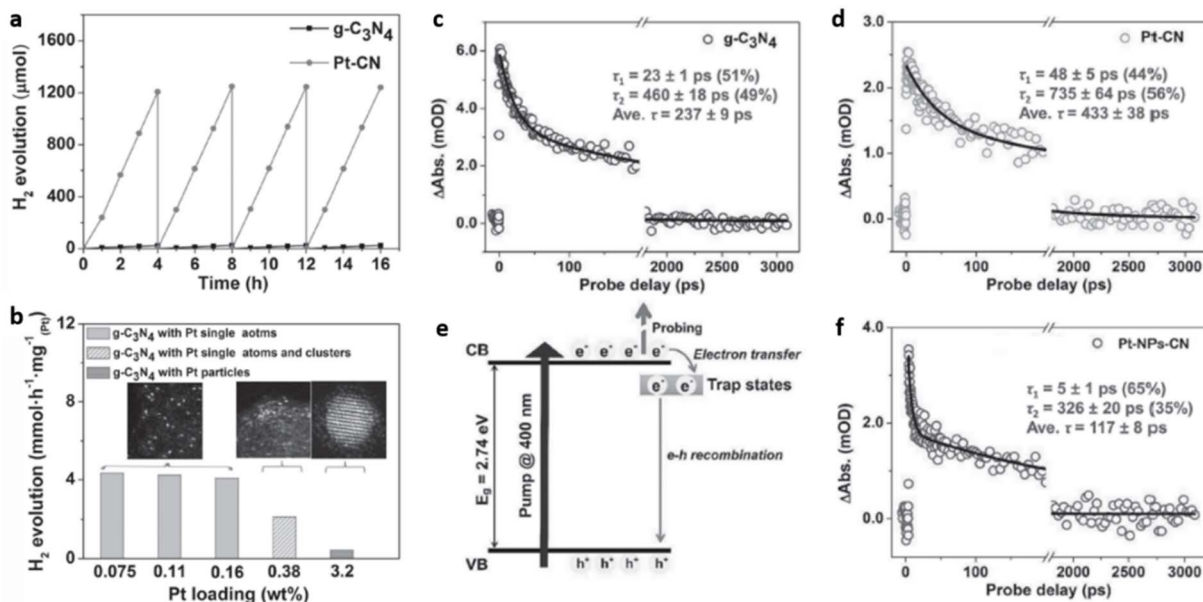 a
H2 evolution (μmol)
1600
1200
800
400
0
g-C3N4
Pt-CN
0 2 4 6 8 10 12 14 16
Time (h)
b
H2 evolution (mmol·h-1·mg-1(Pt))
12
8
4
0
g-C3N4 with Pt single aotms
g-C3N4 with Pt single atoms and clusters
g-C3N4 with Pt particles
0.075 0.11 0.16 0.38 3.2
Pt loading (wt%)
c
ΔAbs. (mOD)
6.0
4.0
2.0
0.0
g-C3N4
τ1 = 23 ± 1 ps (51%)
τ2 = 460 ± 18 ps (49%)
Ave. τ = 237 ± 9 ps
0 100 2000 2500 3000
Probe delay (ps)
d
ΔAbs. (mOD)
3.0
2.0
1.0
0.0
Pt-CN
τ1 = 48 ± 5 ps (44%)
τ2 = 735 ± 64 ps (56%)
Ave. τ = 433 ± 38 ps
0 100 2000 2500 3000
Probe delay (ps)
e
Probing
CB
e- e- e- e-
Electron transfer
e- e-
Trap states
Eg = 2.74 eV
Pump @ 400 nm
e-h recombination
VB
h+ h+ h+ h+
f
ΔAbs. (mOD)
4.0
2.0
0.0
Pt-NPs-CN
τ1 = 5 ± 1 ps (65%)
τ2 = 326 ± 20 ps (35%)
Ave. τ = 117 ± 8 ps
0 100 2000 2500 3000
Probe delay (ps)